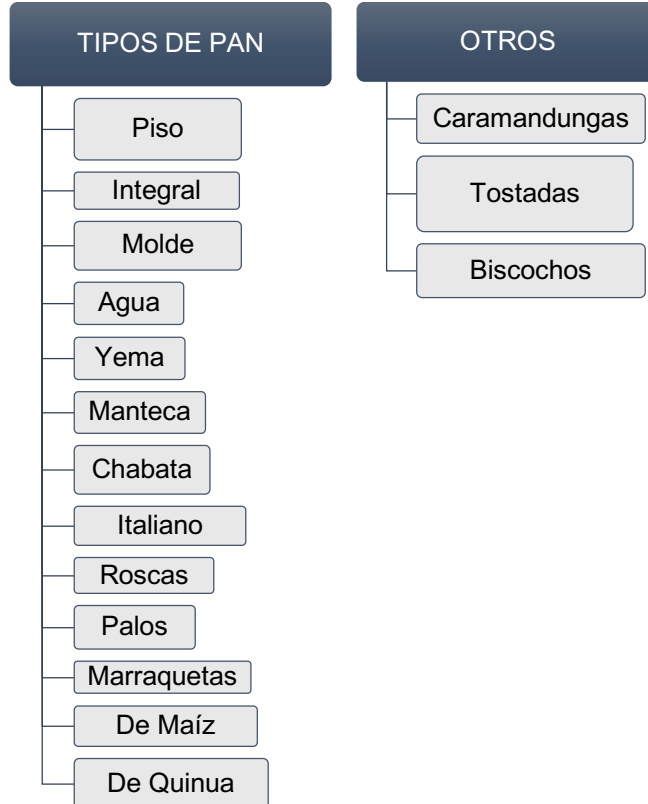 TIPOS DE PAN
Piso
Integral
Molde
Agua
Yema
Manteca
Chabata
Italiano
Roscas
Palos
Marraquetas
De Maíz
De Quinua
OTROS
Caramandungas
Tostadas
Biscochos